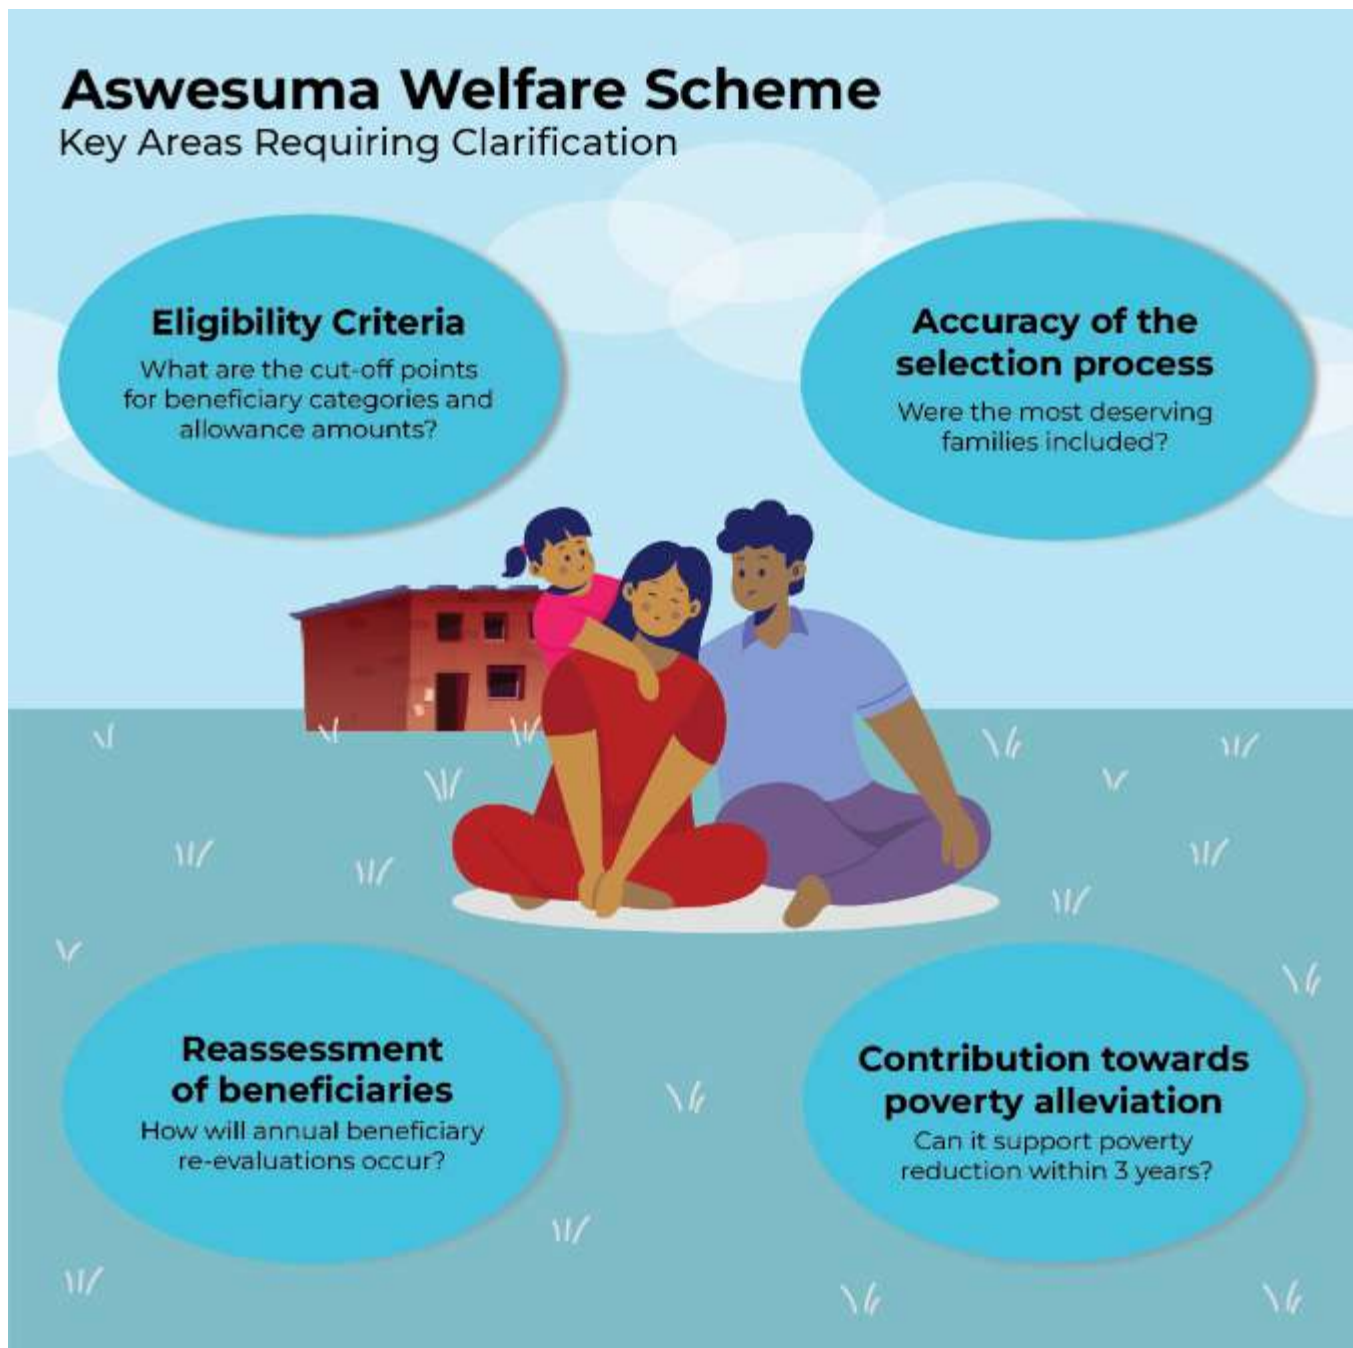 Aswesuma Welfare Scheme
Key Areas Requiring Clarification
Eligibility Criteria
What are the cut-off points
for beneficiary categories and
allowance amounts?
Accuracy of the
selection process
Were the most deserving
families included?
Reassessment
of beneficiaries
How will annual beneficiary
re-evaluations occur?
Contribution towards
poverty alleviation
Can it support poverty
reduction within 3 years?